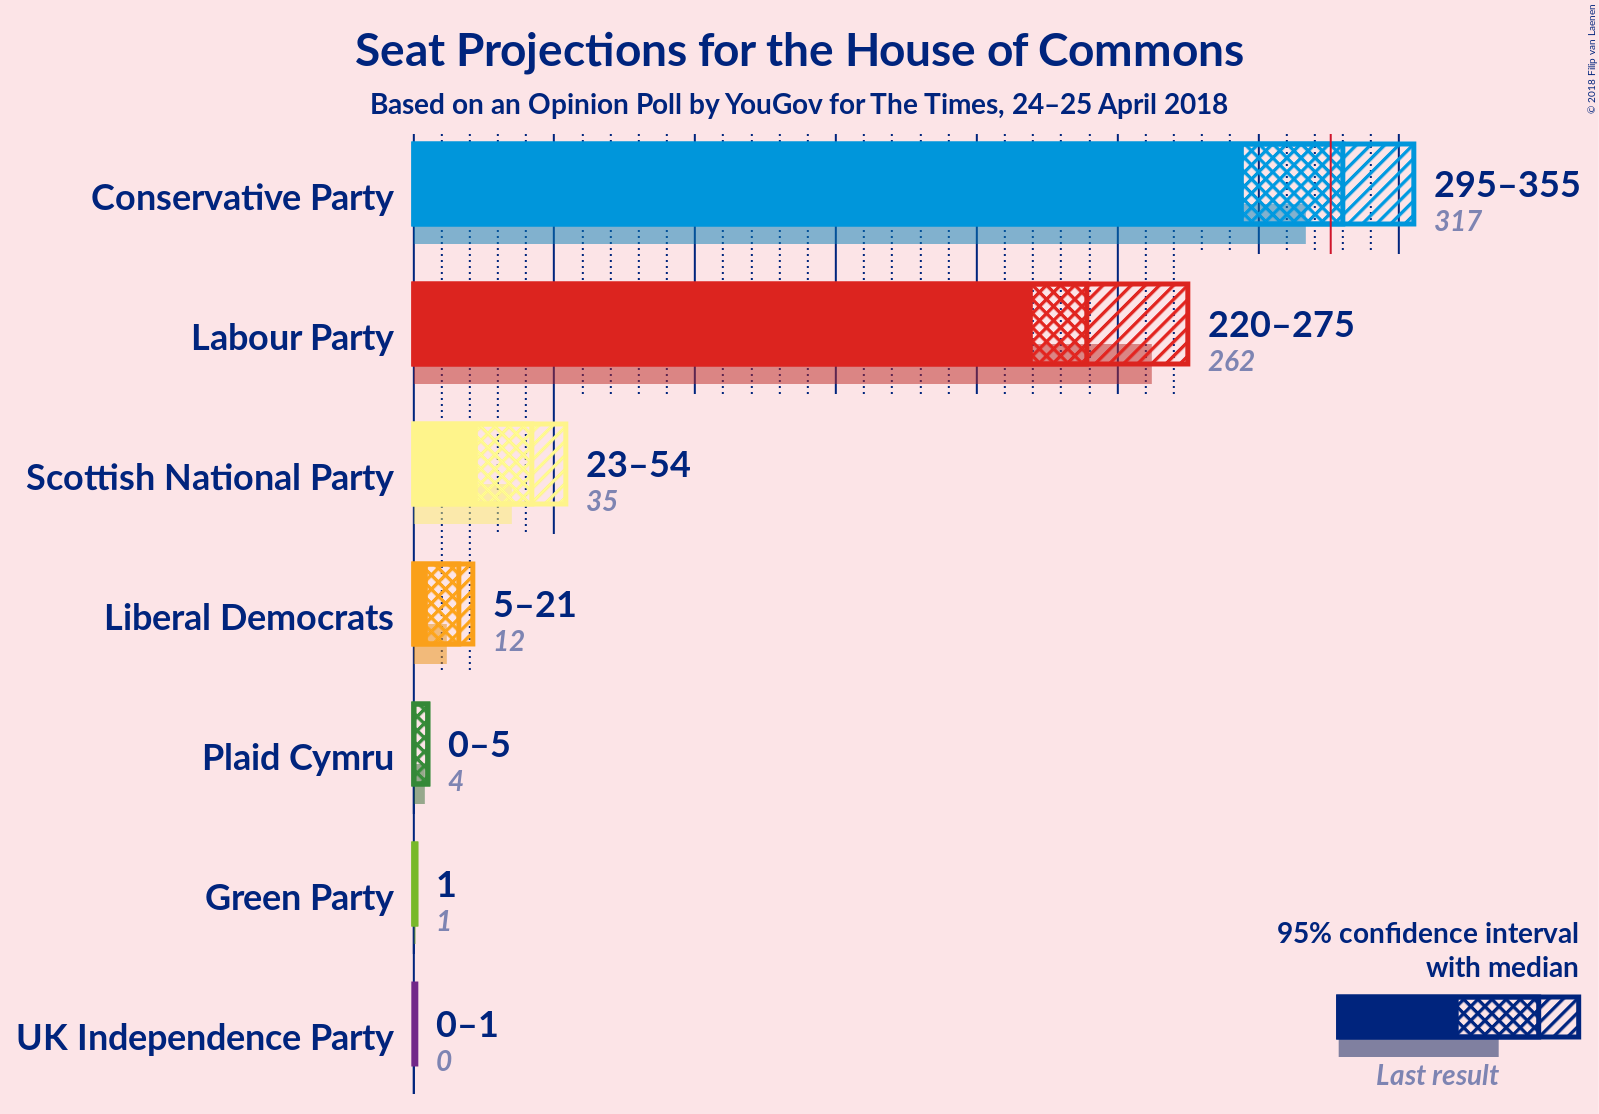 Seat Projections for the House of Commons
Based on an Opinion Poll by YouGov for The Times, 24–25 April 2018
© 2018 Filip van Laenen
Conservative Party
295–355
317
Labour Party
220–275
262
Scottish National Party
23–54
35
Liberal Democrats
5–21
12
Plaid Cymru
0–5
4
Green Party
1
1
UK Independence Party
0–1
0
95% confidence interval
with median
Last result